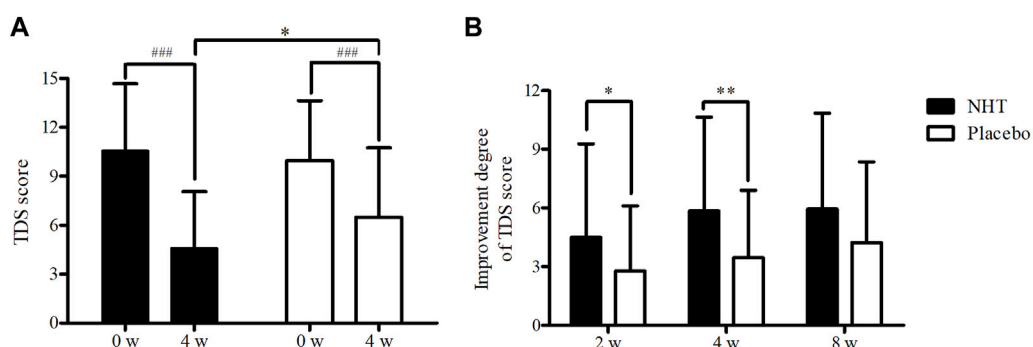 A
*
###
###
15
12
9
6
3
0
TDS score
0 w
4 w
0 w
4 w
B
*
**
12
9
6
3
0
Improvement degree
of TDS score
2 w
4 w
8 w
NHT
Placebo